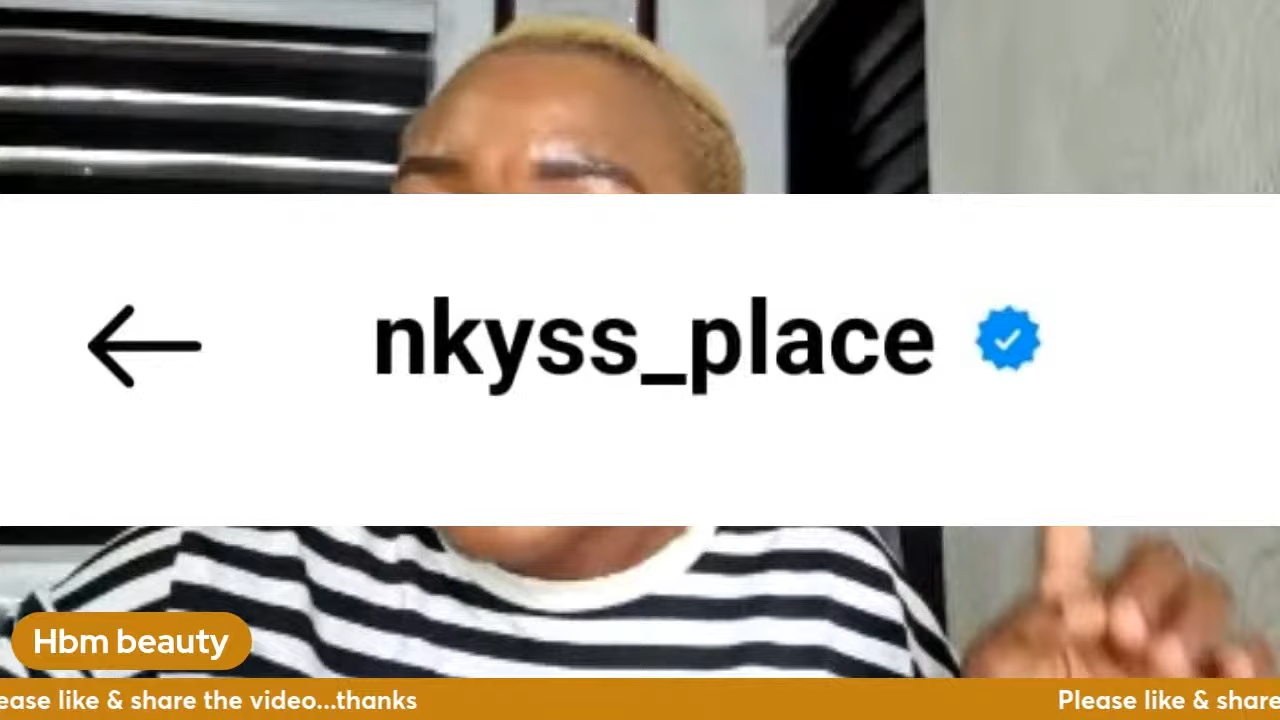 nkyss_place
Hbm beauty
ease like & share the video...thanks
Please like & share